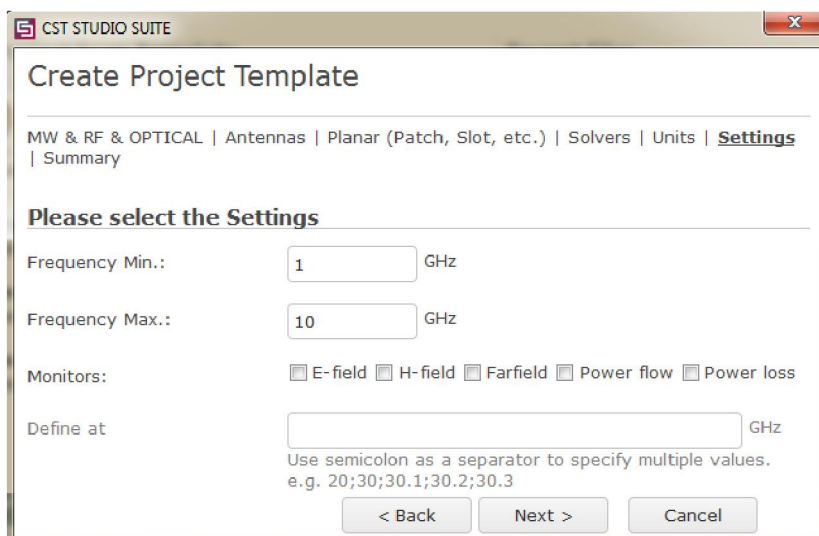 CST STUDIO SUITE
x
Create Project Template
MW & RF & OPTICAL | Antennas | Planar (Patch, Slot, etc.) | Solvers | Units | Settings
| Summary
Please select the Settings
Frequency Min.: 1 GHz
Frequency Max.: 10 GHz
Monitors: E-field H-field Farfield Power flow Power loss
Define at GHz
Use semicolon as a separator to specify multiple values.
e.g. 20;30;30.1;30.2;30.3
< Back Next > Cancel